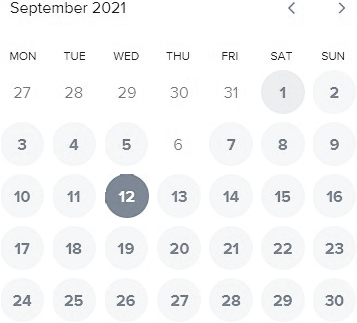 September 2021
MON TUE WED THU FRI SAT SUN
27 28 29 30 31 1 2
3 4 5 6 7 8 9
10 11 12 13 14 15 16
17 18 19 20 21 22 23
24 25 26 27 28 29 30